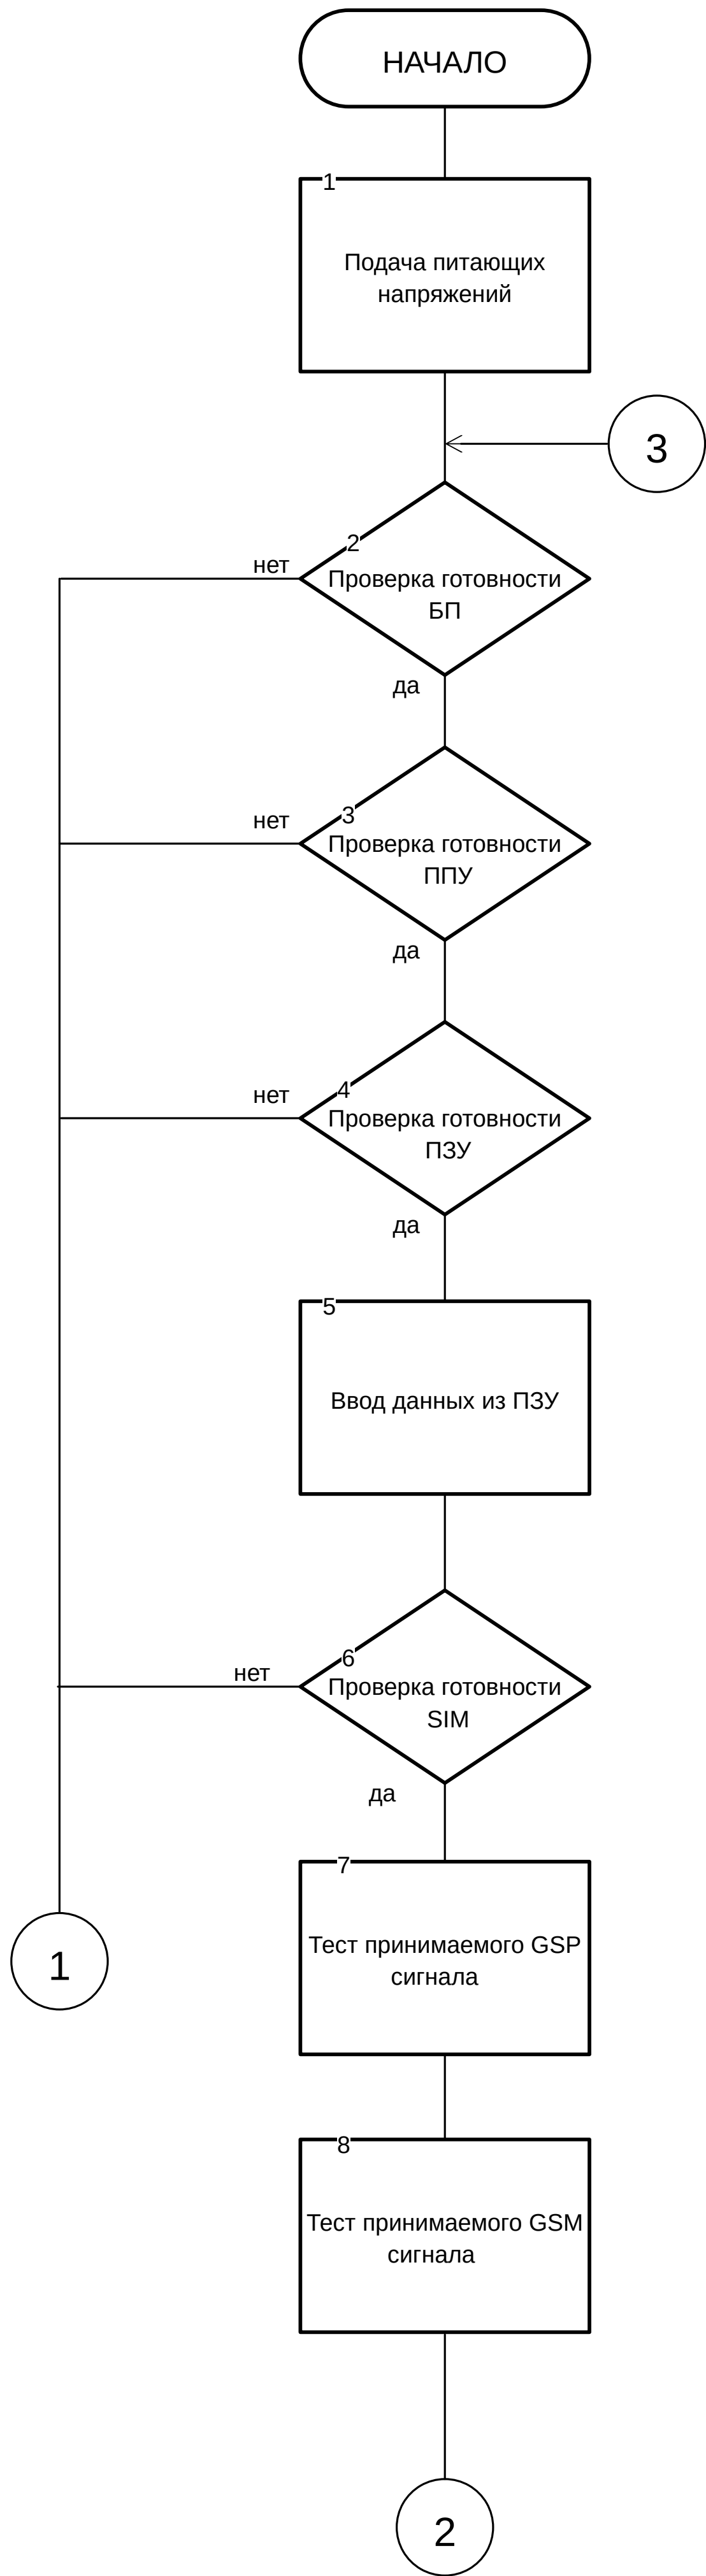 НАЧАЛО
1
Подача питающих
напряжений
3
2
нет
Проверка готовности
БП
да
3
нет
Проверка готовности
ППУ
да
4
нет
Проверка готовности
ПЗУ
да
5
Ввод данных из ПЗУ
6
нет
Проверка готовности
SIM
да
7
Тест принимаемого GSP
сигнала
1
8
Тест принимаемого GSM
сигнала
2